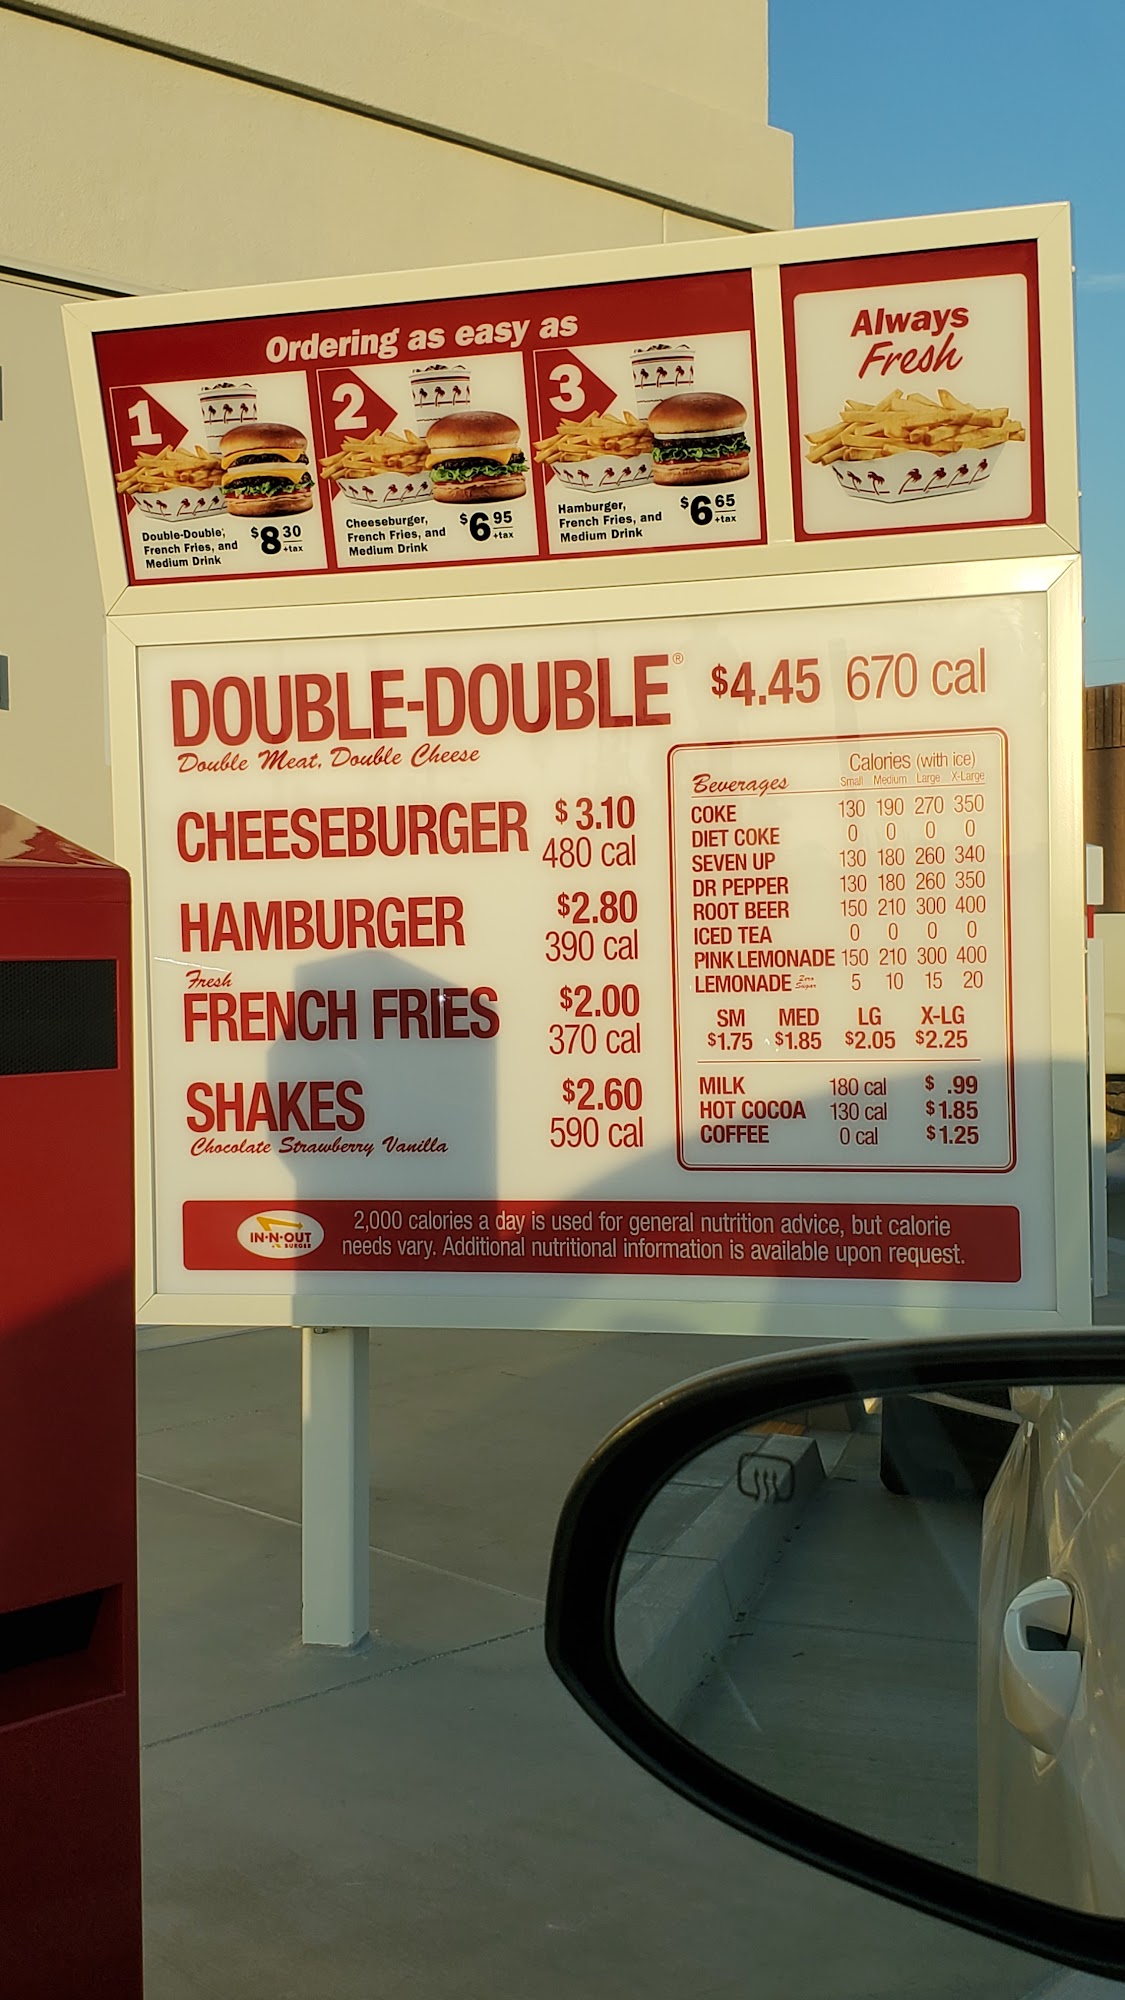 Ordering as easy as
1
Double-Double,
French Fries, and
Medium Drink
$8 30
+tax
2
Cheeseburger,
French Fries, and
Medium Drink
$6 95
+tax
3
Hamburger,
French Fries, and
Medium Drink
$6 65
+tax
Always
Fresh
DOUBLE-DOUBLE® $4.45 670 cal
Double Meat, Double Cheese
CHEESEBURGER $3.10
480 cal
HAMBURGER $2.80
390 cal
Fresh
FRENCH FRIES $2.00
370 cal
SHAKES $2.60
590 cal
Chocolate Strawberry Vanilla
Calories (with ice)
Beverages Small Medium Large X-Large
COKE 130 190 270 350
DIET COKE 0 0 0 0
SEVEN UP 130 180 260 340
DR PEPPER 130 180 260 350
ROOT BEER 150 210 300 400
ICED TEA 0 0 0 0
PINK LEMONADE 150 210 300 400
LEMONADE Zero Sugar 5 10 15 20
SM MED LG X-LG
$1.75 $1.85 $2.05 $2.25
MILK 180 cal $ .99
HOT COCOA 130 cal $1.85
COFFEE 0 cal $1.25
IN-N-OUT
BURGER
2,000 calories a day is used for general nutrition advice, but calorie
needs vary. Additional nutritional information is available upon request.